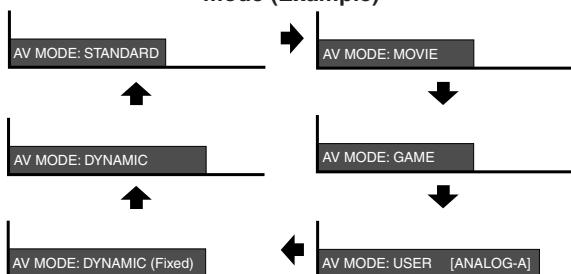 Mode (Example)
AV MODE: STANDARD
AV MODE: MOVIE
AV MODE: DYNAMIC
AV MODE: GAME
AV MODE: DYNAMIC (Fixed)
AV MODE: USER [ANALOG-A]